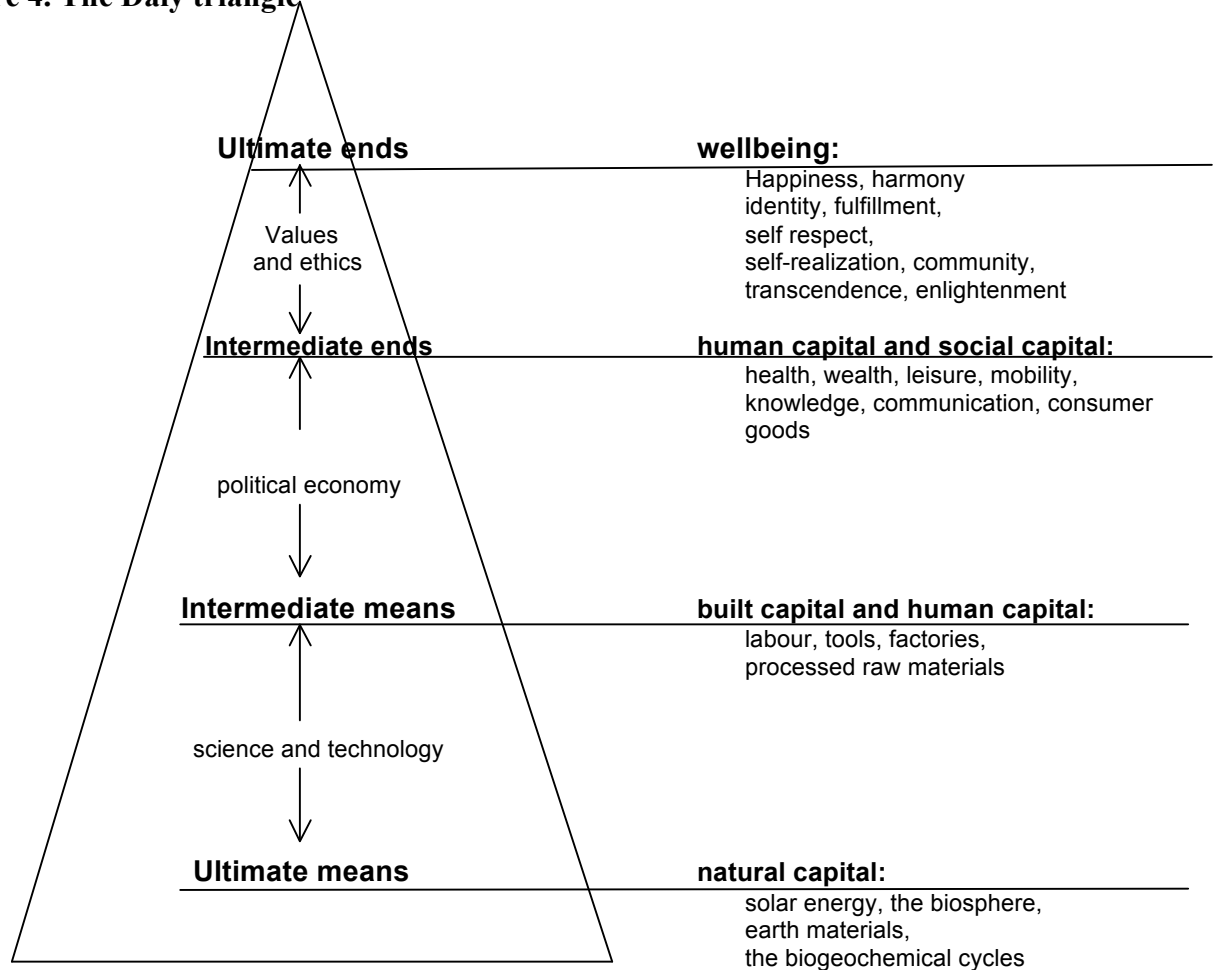 e 4. The Daly triangle
Ultimate ends
wellbeing:
Happiness, harmony
identity, fulfillment,
self respect,
self-realization, community,
transcendence, enlightenment
Values
and ethics
Intermediate ends
human capital and social capital:
health, wealth, leisure, mobility,
knowledge, communication, consumer
goods
political economy
Intermediate means
built capital and human capital:
labour, tools, factories,
processed raw materials
science and technology
Ultimate means
natural capital:
solar energy, the biosphere,
earth materials,
the biogeochemical cycles